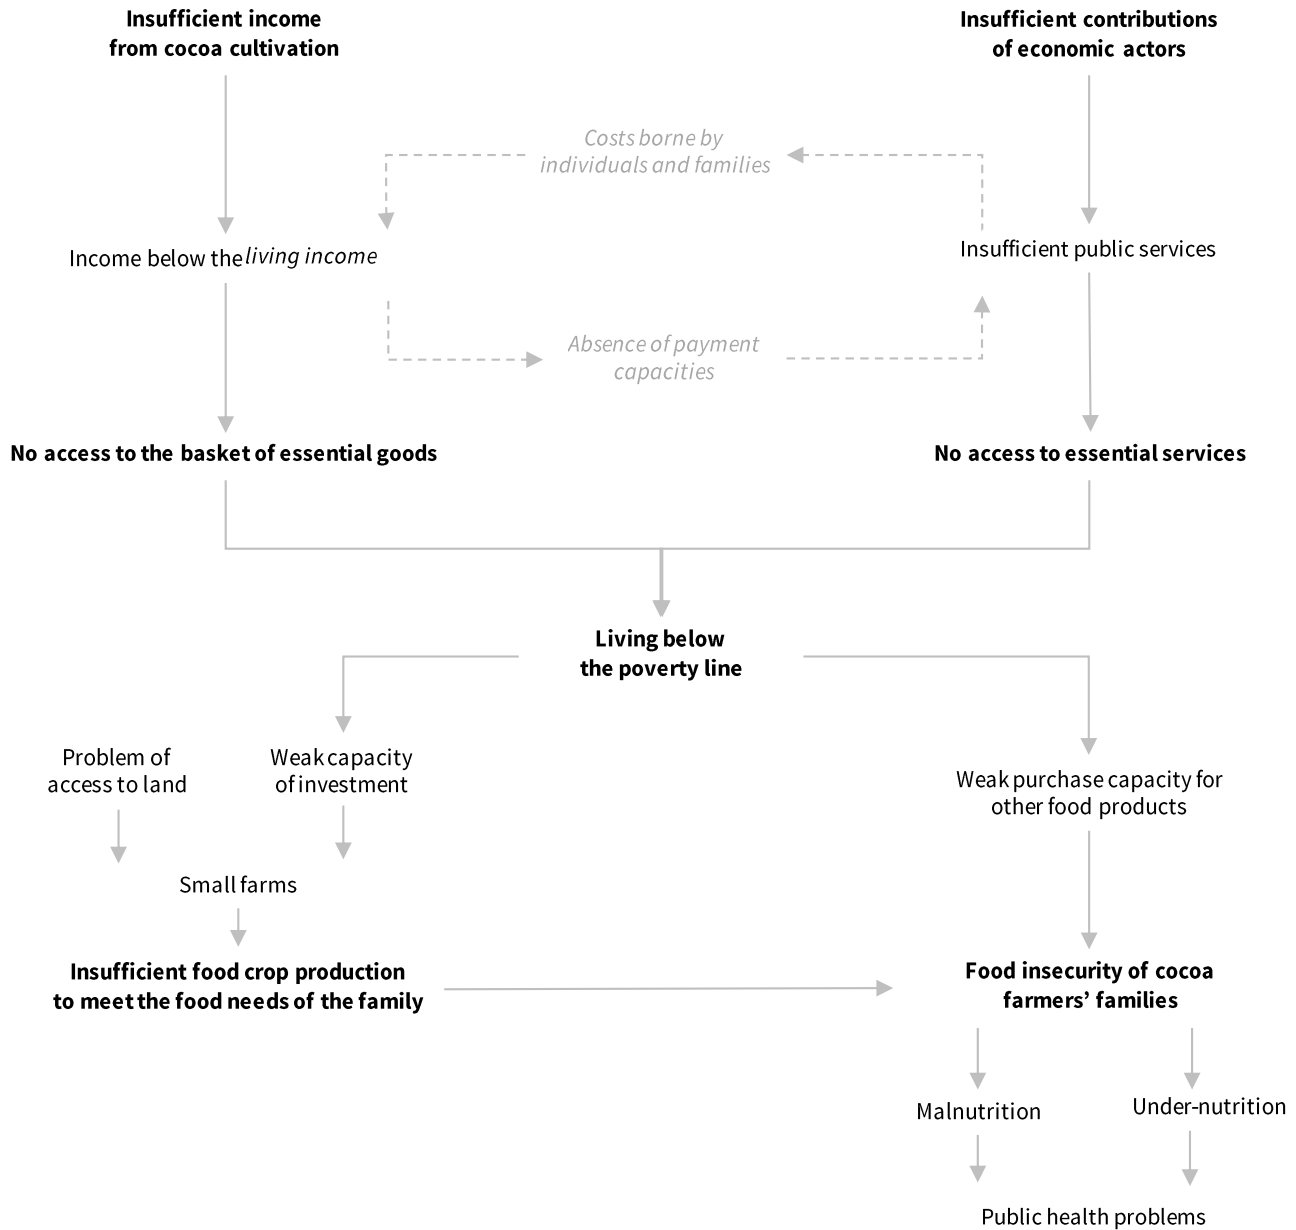 Insufficient income
from cocoa cultivation
Insufficient contributions
of economic actors
Costs borne by
individuals and families
Income below the living income
Insufficient public services
Absence of payment
capacities
No access to the basket of essential goods
No access to essential services
Living below
the poverty line
Problem of
access to land
Weak capacity
of investment
Weak purchase capacity for
other food products
Small farms
Insufficient food crop production
to meet the food needs of the family
Food insecurity of cocoa
farmers’ families
Malnutrition
Under-nutrition
Public health problems